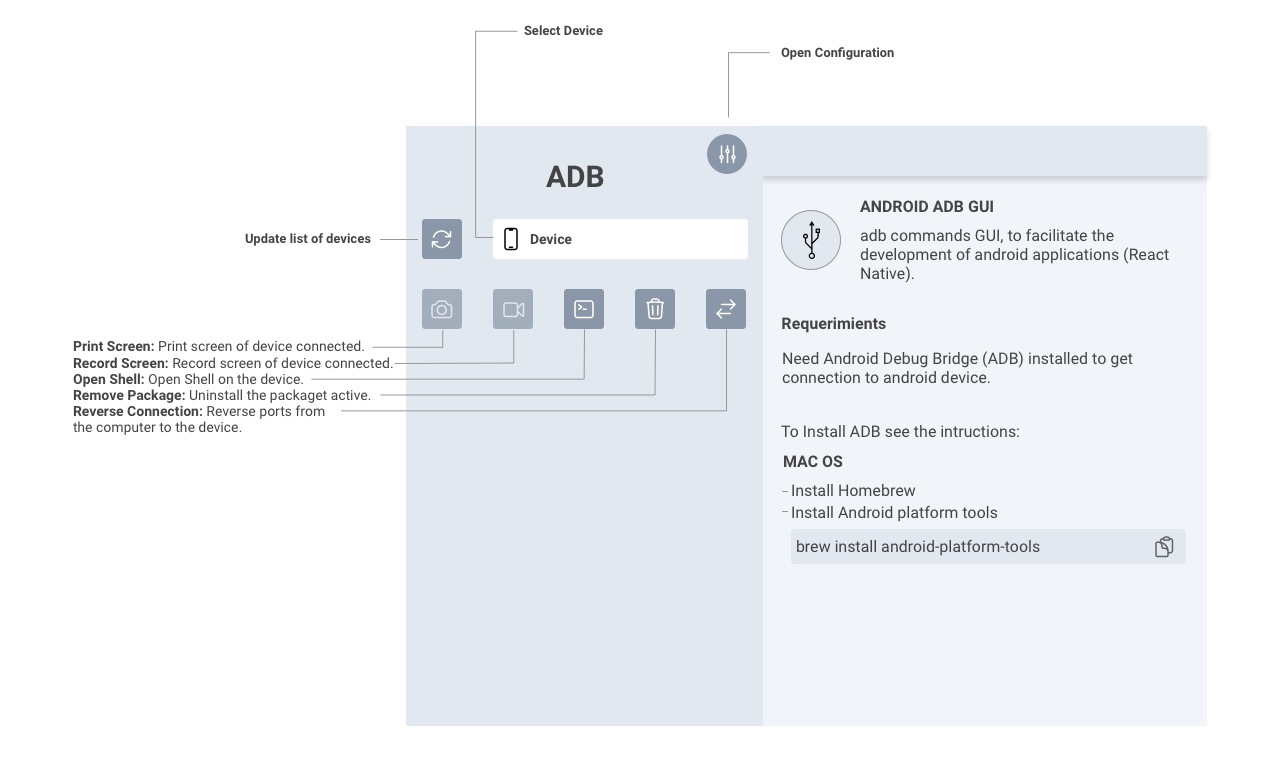 Select Device
Open Configuration
ADB
Update list of devices
Device
Print Screen: Print screen of device connected.
Record Screen: Record screen of device connected.
Open Shell: Open Shell on the device.
Remove Package: Uninstall the packaget active.
Reverse Connection: Reverse ports from
the computer to the device.
ANDROID ADB GUI
adb commands GUI, to facilitate the
development of android applications (React
Native).
Requerimients
Need Android Debug Bridge (ADB) installed to get
connection to android device.
To Install ADB see the intructions:
MAC OS
– Install Homebrew
– Install Android platform tools
brew install android-platform-tools